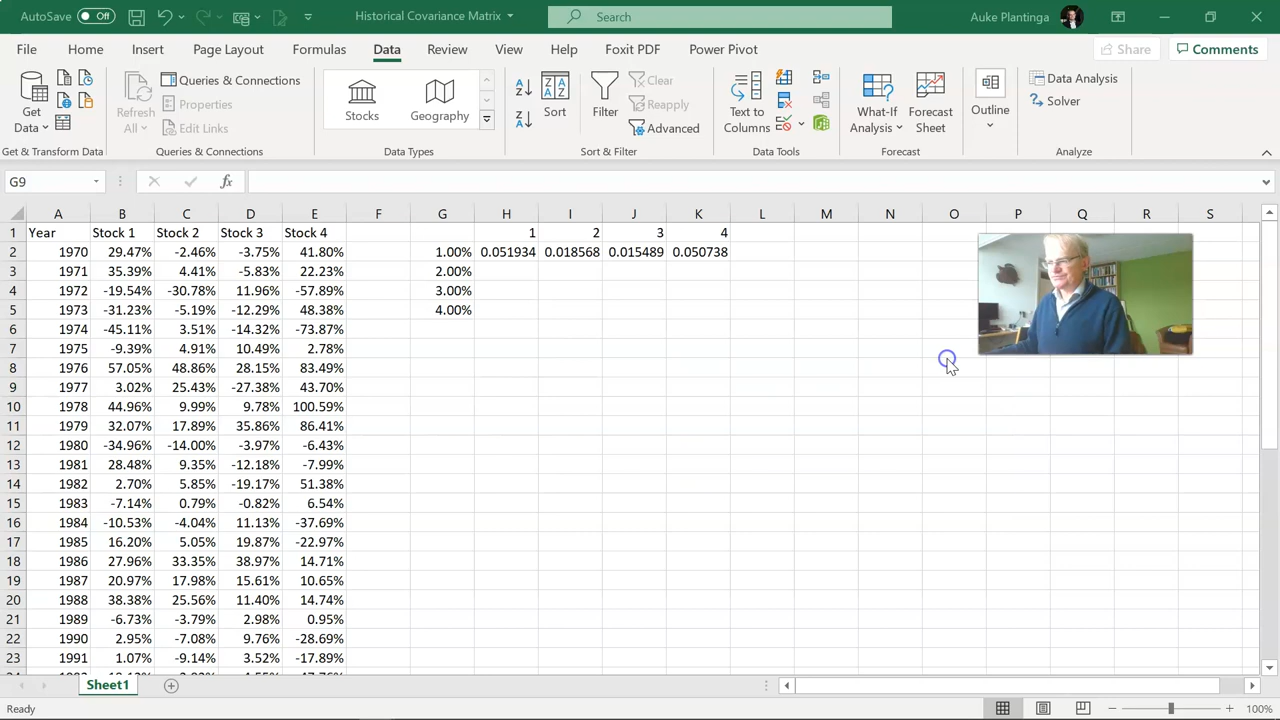 AutoSave Off Historical Covariance Matrix Search Auke Plantinga
File Home Insert Page Layout Formulas Data Review View Help Foxit PDF Power Pivot Share Comments
Get Data
Refresh All
Queries & Connections
Properties
Edit Links
Stocks Geography
Sort
Filter
Clear
Reapply
Advanced
Text to Columns
What-If Analysis
Forecast Sheet
Outline
Data Analysis
Solver
Get & Transform Data Queries & Connections Data Types Sort & Filter Data Tools Forecast Analyze
G9 fx
A B C D E F G H I J K L M N O P Q R S
1 Year Stock 1 Stock 2 Stock 3 Stock 4 1 2 3 4
2 1970 29.47% -2.46% -3.75% 41.80% 1.00% 0.051934 0.018568 0.015489 0.050738
3 1971 35.39% 4.41% -5.83% 22.23% 2.00%
4 1972 -19.54% -30.78% 11.96% -57.89% 3.00%
5 1973 -31.23% -5.19% -12.29% 48.38% 4.00%
6 1974 -45.11% 3.51% -14.32% -73.87%
7 1975 -9.39% 4.91% 10.49% 2.78%
8 1976 57.05% 48.86% 28.15% 83.49%
9 1977 3.02% 25.43% -27.38% 43.70%
10 1978 44.96% 9.99% 9.78% 100.59%
11 1979 32.07% 17.89% 35.86% 86.41%
12 1980 -34.96% -14.00% -3.97% -6.43%
13 1981 28.48% 9.35% -12.18% -7.99%
14 1982 2.70% 5.85% -19.17% 51.38%
15 1983 -7.14% 0.79% -0.82% 6.54%
16 1984 -10.53% -4.04% 11.13% -37.69%
17 1985 16.20% 5.05% 19.87% -22.97%
18 1986 27.96% 33.35% 38.97% 14.71%
19 1987 20.97% 17.98% 15.61% 10.65%
20 1988 38.38% 25.56% 11.40% 14.74%
21 1989 -6.73% -3.79% 2.98% 0.95%
22 1990 2.95% -7.08% 9.76% -28.69%
23 1991 1.07% -9.14% 3.52% -17.89%
Sheet1
Ready 100%